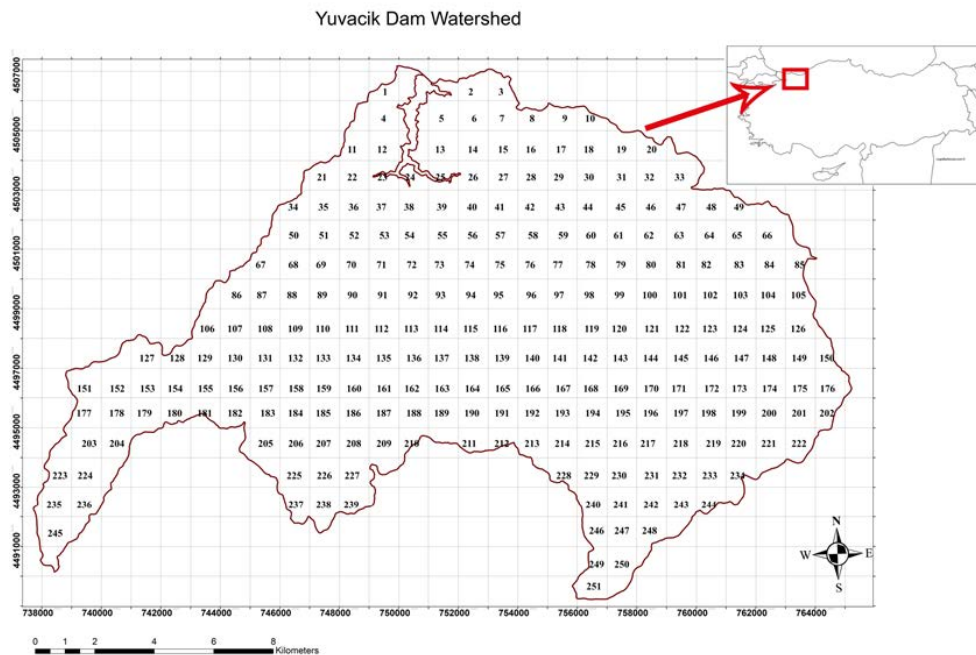 Yuvacik Dam Watershed
4507000
4505000
4503000
4501000
4499000
4497000
4495000
4493000
4491000
1 2 3
4 5 6 7 8 9 10
11 12 13 14 15 16 17 18 19 20
21 22 23 24 25 26 27 28 29 30 31 32 33
34 35 36 37 38 39 40 41 42 43 44 45 46 47 48 49
50 51 52 53 54 55 56 57 58 59 60 61 62 63 64 65 66
67 68 69 70 71 72 73 74 75 76 77 78 79 80 81 82 83 84 85
86 87 88 89 90 91 92 93 94 95 96 97 98 99 100 101 102 103 104 105
106 107 108 109 110 111 112 113 114 115 116 117 118 119 120 121 122 123 124 125 126
127 128 129 130 131 132 133 134 135 136 137 138 139 140 141 142 143 144 145 146 147 148 149 150
151 152 153 154 155 156 157 158 159 160 161 162 163 164 165 166 167 168 169 170 171 172 173 174 175 176
177 178 179 180 181 182 183 184 185 186 187 188 189 190 191 192 193 194 195 196 197 198 199 200 201 202
203 204 205 206 207 208 209 210 211 212 213 214 215 216 217 218 219 220 221 222
223 224 225 226 227 228 229 230 231 232 233 234
235 236 237 238 239 240 241 242 243 244
245 246 247 248
249 250
251
N
W E
S
738000 740000 742000 744000 746000 748000 750000 752000 754000 756000 758000 760000 762000 764000
0 1 2 4 6 8
Kilometers